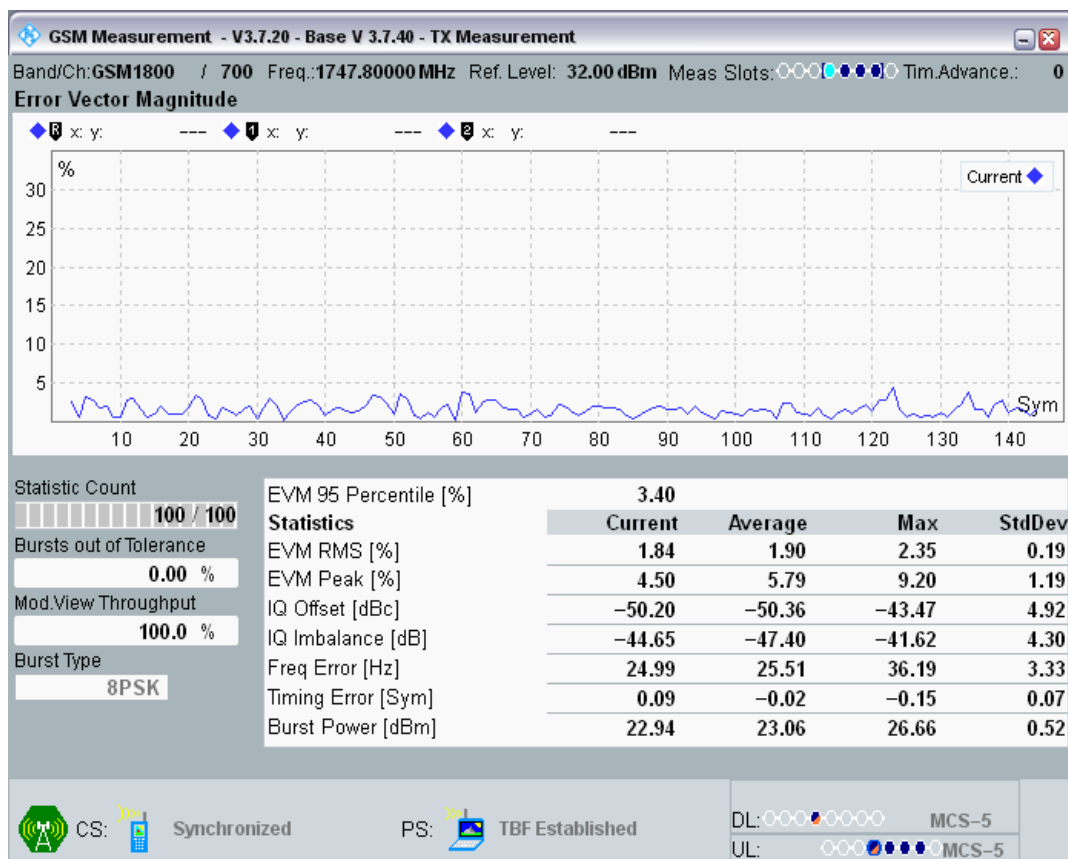 GSM Measurement - V3.7.20 - Base V 3.7.40 - TX Measurement
Band/Ch:GSM1800 / 700 Freq.:1747.80000 MHz Ref. Level: 32.00 dBm Meas Slots: Tim.Advance.: 0
Error Vector Magnitude
R x: y: --- 1 x: y: --- 2 x: y: ---
%
Current
30
25
20
15
10
5
Sym
10 20 30 40 50 60 70 80 90 100 110 120 130 140
Statistic Count
100 / 100
Bursts out of Tolerance
0.00 %
Mod.View Throughput
100.0 %
Burst Type
8PSK
EVM 95 Percentile [%] 3.40
Statistics Current Average Max StdDev
EVM RMS [%] 1.84 1.90 2.35 0.19
EVM Peak [%] 4.50 5.79 9.20 1.19
IQ Offset [dBc] −50.20 −50.36 −43.47 4.92
IQ Imbalance [dB] −44.65 −47.40 −41.62 4.30
Freq Error [Hz] 24.99 25.51 36.19 3.33
Timing Error [Sym] 0.09 −0.02 −0.15 0.07
Burst Power [dBm] 22.94 23.06 26.66 0.52
CS: Synchronized PS: TBF Established
DL: MCS−5
UL: MCS−5